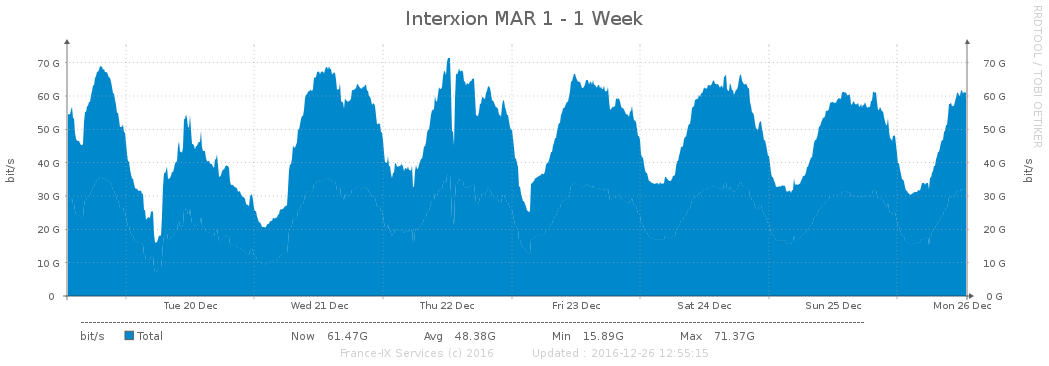 Interxion MAR 1 - 1 Week
RRDTOOL / TOBI OETIKER
bit/s
bit/s
70 G 70 G
60 G 60 G
50 G 50 G
40 G 40 G
30 G 30 G
20 G 20 G
10 G 10 G
0 0 G
Tue 20 Dec Wed 21 Dec Thu 22 Dec Fri 23 Dec Sat 24 Dec Sun 25 Dec Mon 26 Dec
bit/s Total Now 61.47G Avg 48.38G Min 15.89G Max 71.37G
France-IX Services (c) 2016 Updated : 2016-12-26 12:55:15